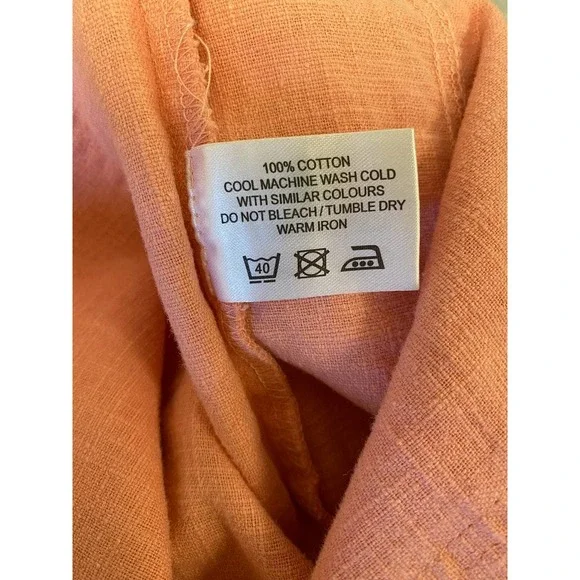 100% COTTON
COOL MACHINE WASH COLD
WITH SIMILAR COLOURS
DO NOT BLEACH / TUMBLE DRY
WARM IRON
40